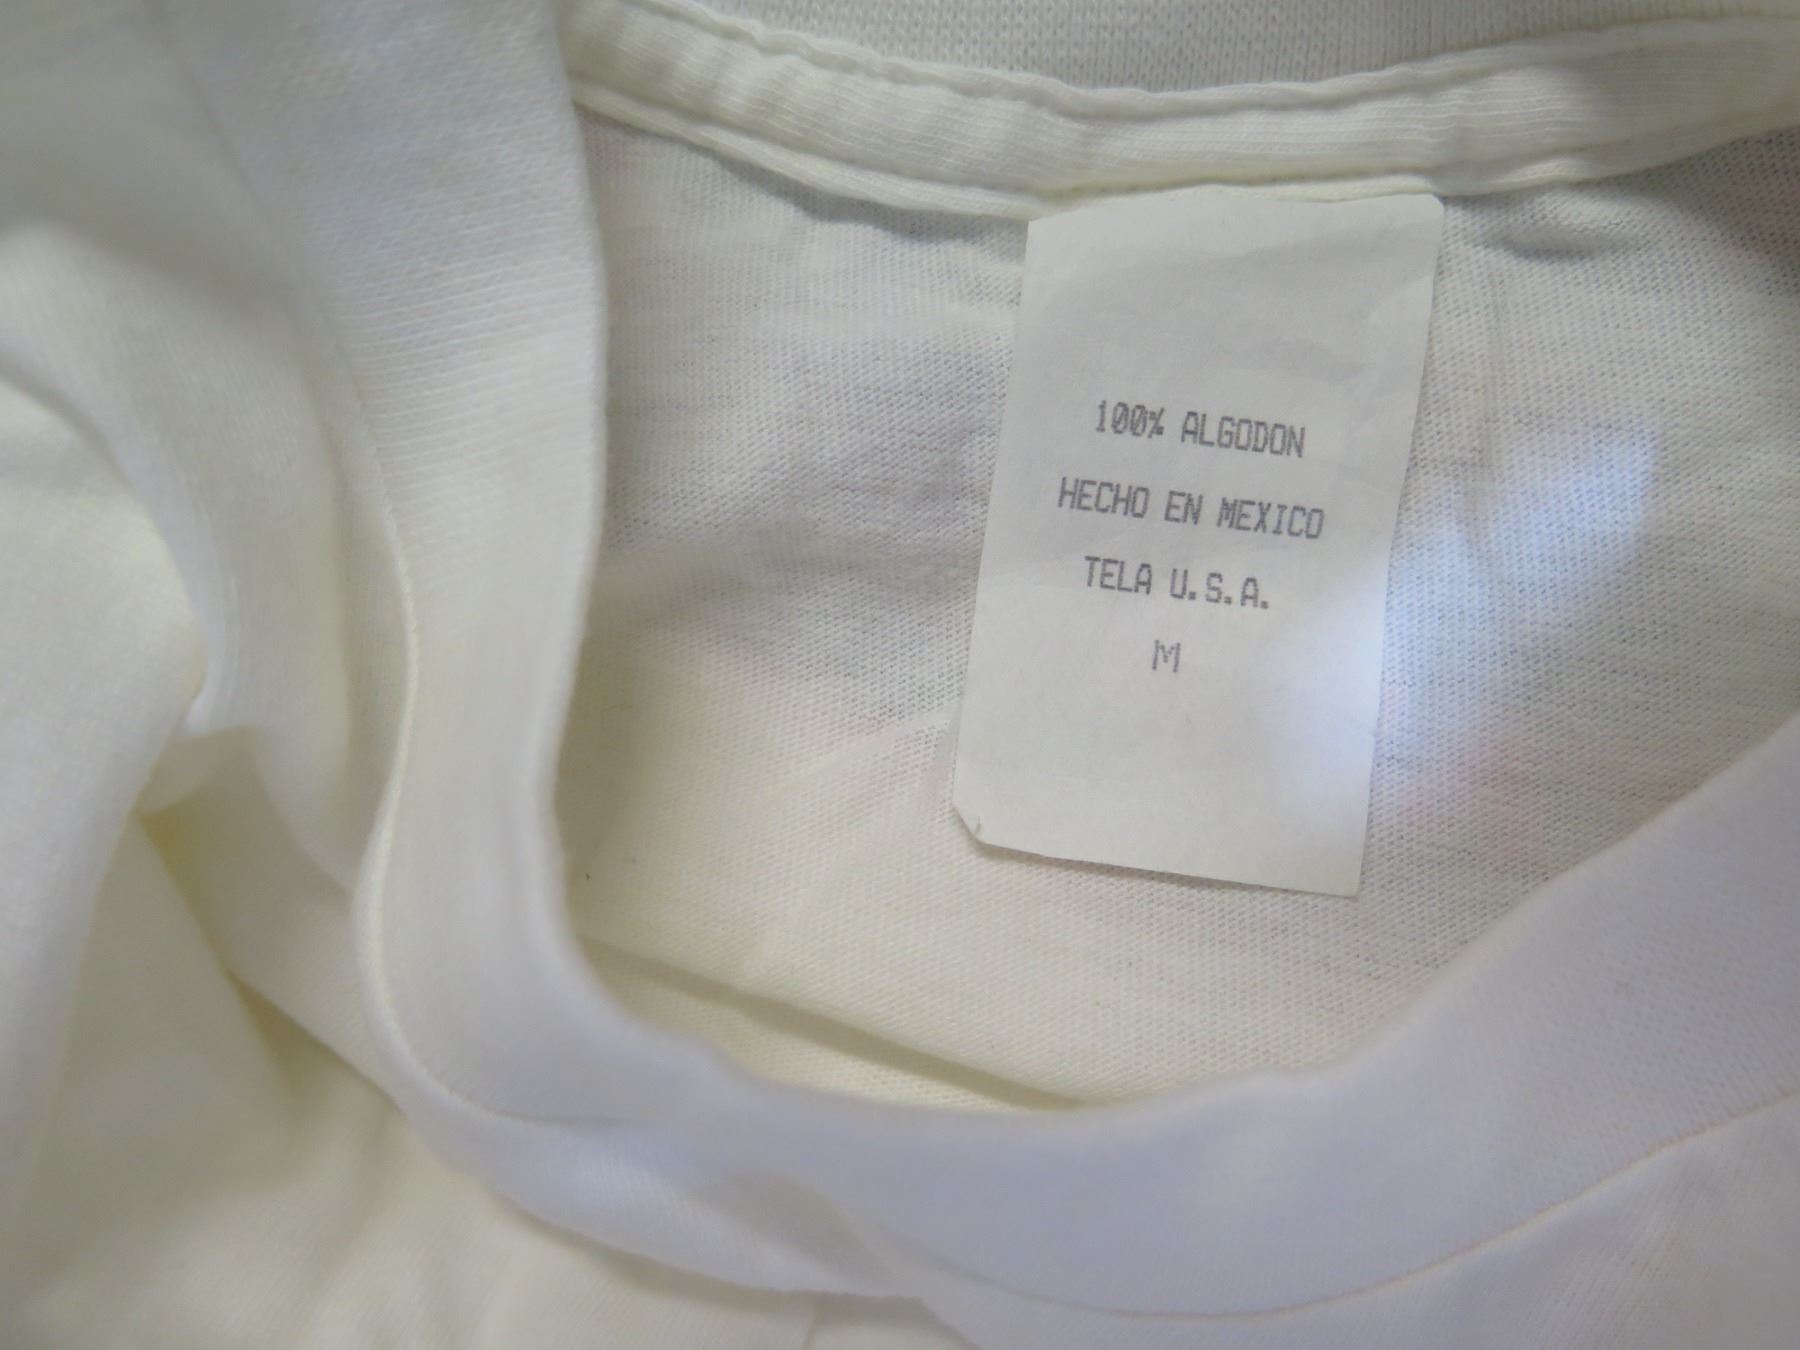 100% ALGODON
HECHO EN MEXICO
TELA U.S.A.
M